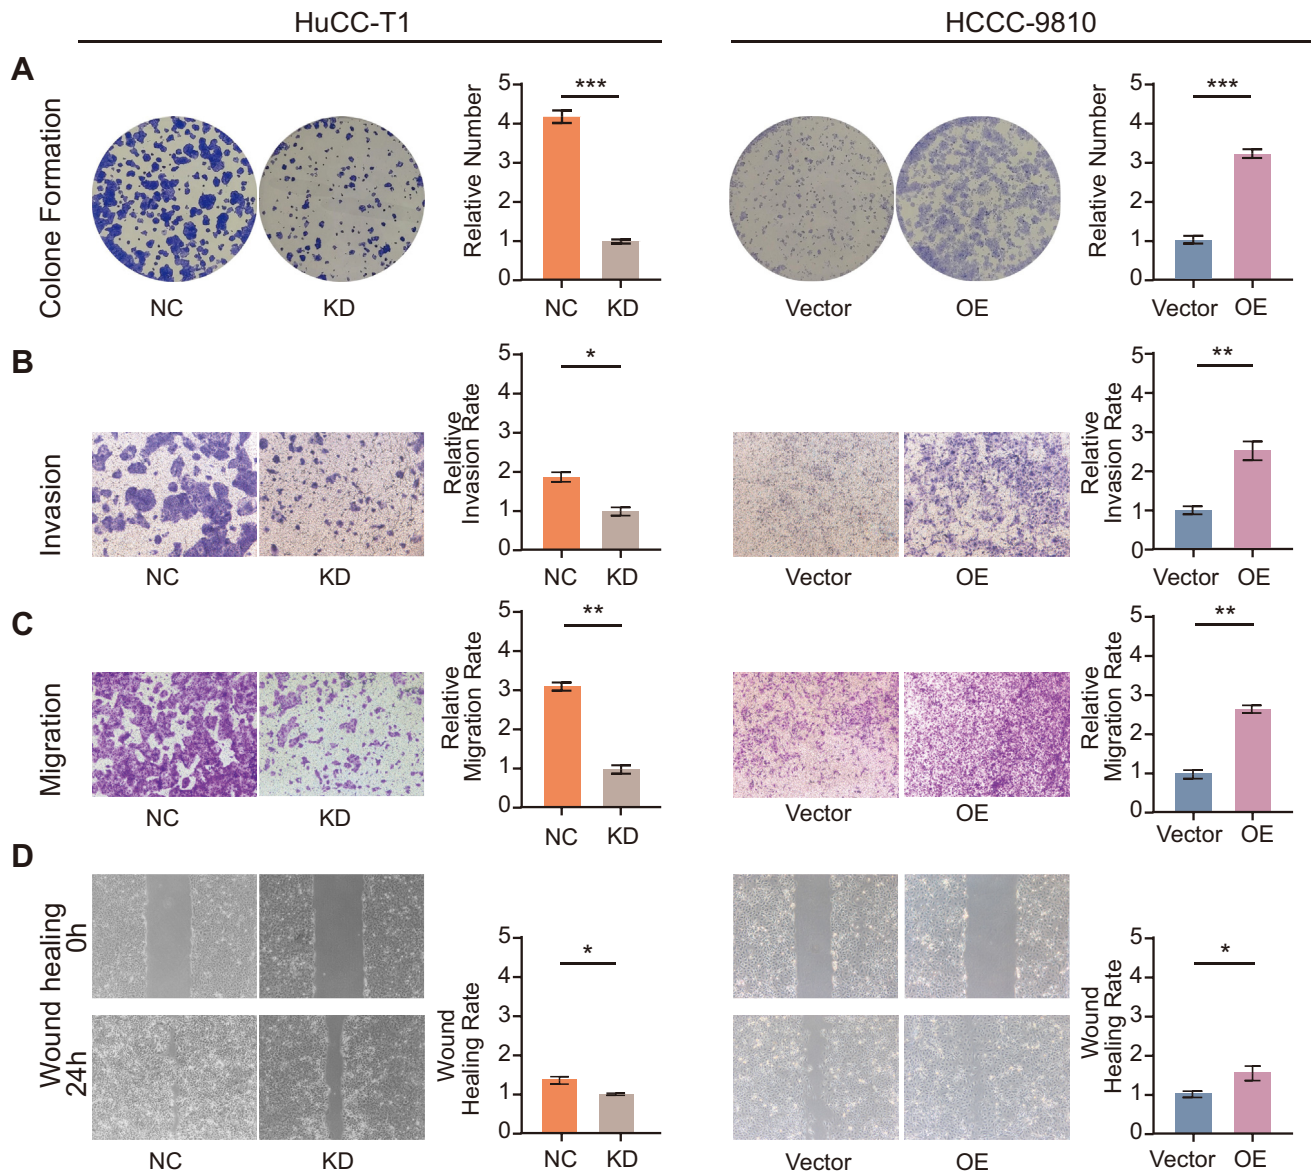 HuCC-T1
HCCC-9810
A
Colone Formation
NC
KD
Relative Number
5
4
3
2
1
0
***
NC
KD
Vector
OE
Relative Number
5
4
3
2
1
0
***
Vector
OE
B
Invasion
NC
KD
Relative
Invasion Rate
5
4
3
2
1
0
*
NC
KD
Vector
OE
Relative
Invasion Rate
5
4
3
2
1
0
**
Vector
OE
C
Migration
NC
KD
Relative
Migration Rate
5
4
3
2
1
0
**
NC
KD
Vector
OE
Relative
Migration Rate
5
4
3
2
1
0
**
Vector
OE
D
Wound healing
0h
24h
NC
KD
Wound
Healing Rate
5
4
3
2
1
0
*
NC
KD
Vector
OE
Wound
Healing Rate
5
4
3
2
1
0
*
Vector
OE